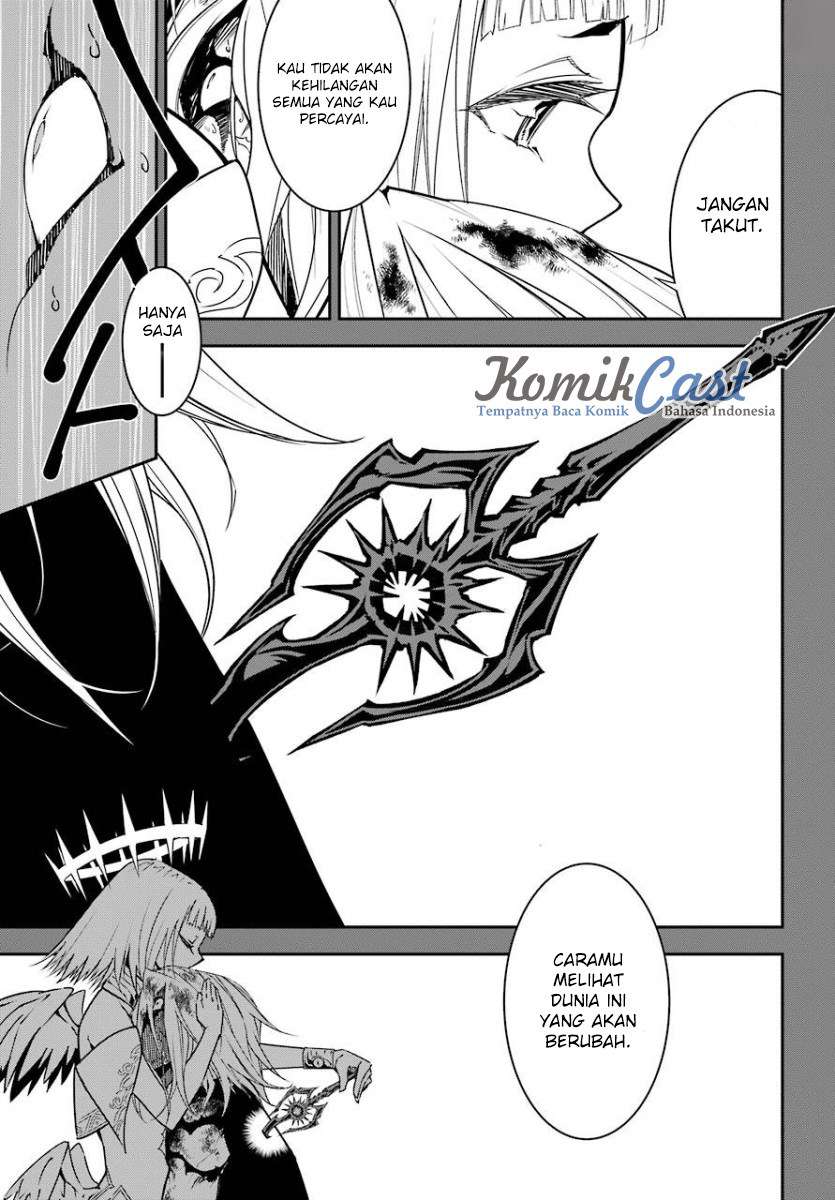 JANGAN
TAKUT.
KAU TIDAK AKAN
KEHILANGAN
SEMUA YANG KAU
PERCAYAI.
HANYA
SAJA
KomikCast
Tempatnya Baca Komik Bahasa Indonesia
CARAMU
MELIHAT
DUNIA INI
YANG AKAN
BERUBAH.